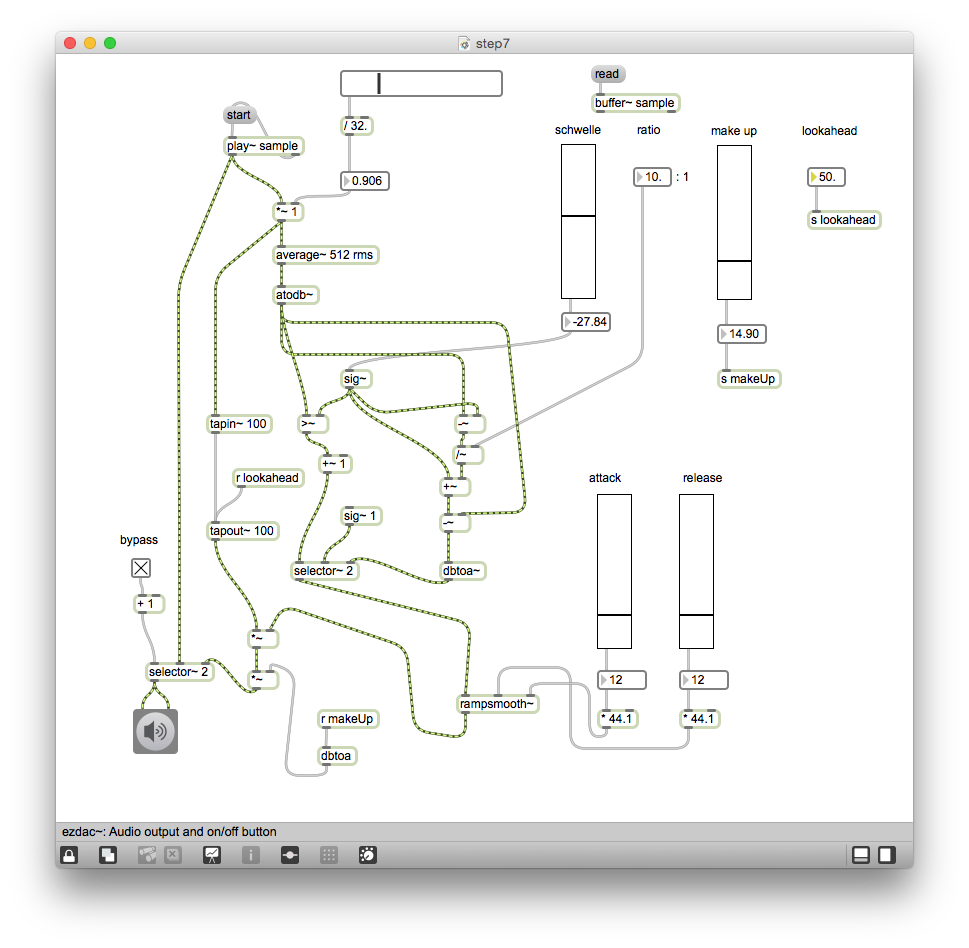 step7
read
buffer~ sample
start
/ 32.
schwelle
ratio
make up
lookahead
play~ sample
0.906
10.
: 1
50.
*~ 1
s lookahead
average~ 512 rms
atodb~
-27.84
14.90
sig~
s makeUp
tapin~ 100
>~
-~
/~
+~ 1
r lookahead
attack
release
+~
sig~ 1
-~
tapout~ 100
bypass
selector~ 2
dbtoa~
+ 1
*~
selector~ 2
*~
12
12
rampsmooth~
r makeUp
* 44.1
* 44.1
dbtoa
ezdac~: Audio output and on/off button